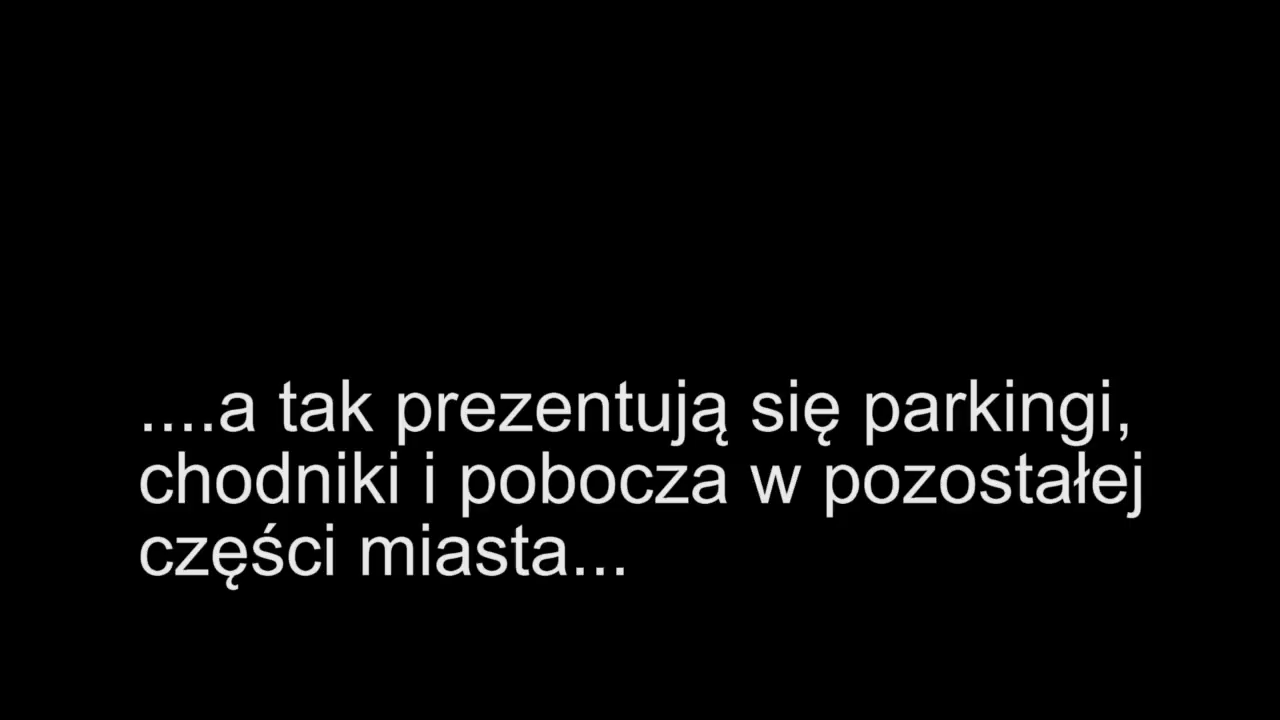 ....a tak prezentują się parkingi,
chodniki i pobocza w pozostałej
części miasta...